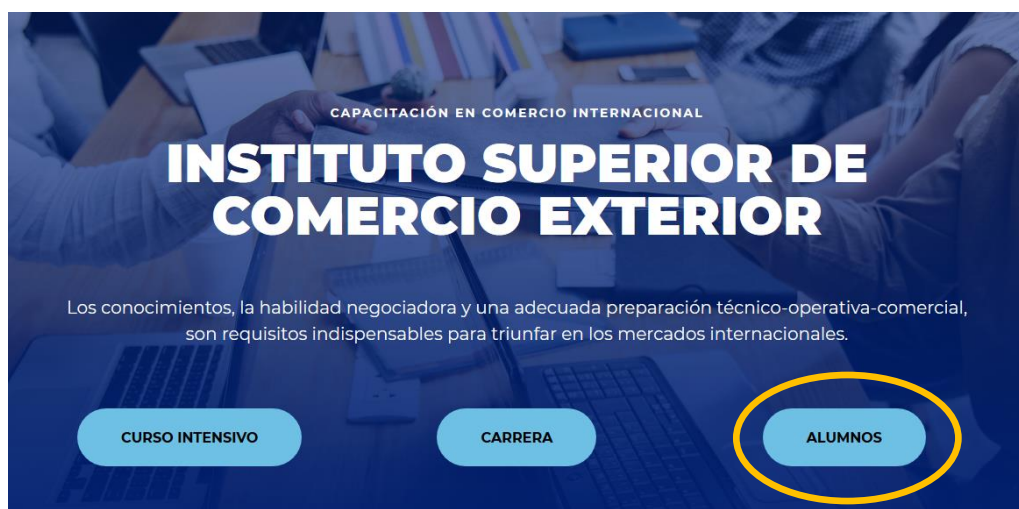 CAPACITACIÓN EN COMERCIO INTERNACIONAL
INSTITUTO SUPERIOR DE
COMERCIO EXTERIOR
Los conocimientos, la habilidad negociadora y una adecuada preparación técnico-operativa-comercial,
son requisitos indispensables para triunfar en los mercados internacionales.
CURSO INTENSIVO
CARRERA
ALUMNOS